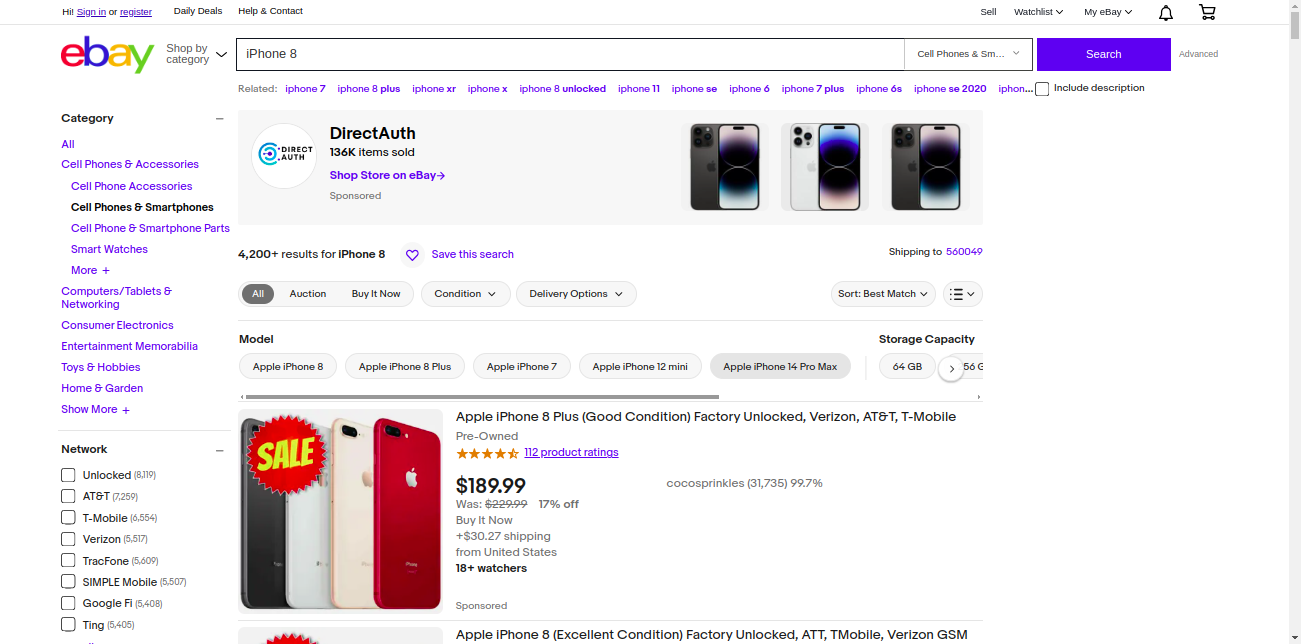 Hi! Sign in or register
Daily Deals
Help & Contact
Sell
Watchlist
My eBay
ebay
Shop by category
iPhone 8
Cell Phones & Sm...
Search
Advanced
Related: iphone 7 iphone 8 plus iphone xr iphone x iphone 8 unlocked iphone 11 iphone se iphone 6 iphone 7 plus iphone 6s iphone se 2020 iphon...
Include description
Category
All
Cell Phones & Accessories
Cell Phone Accessories
Cell Phones & Smartphones
Cell Phone & Smartphone Parts
Smart Watches
More +
Computers/Tablets &
Networking
Consumer Electronics
Entertainment Memorabilia
Toys & Hobbies
Home & Garden
Show More +
Network
Unlocked (8,119)
AT&T (7,259)
T-Mobile (6,554)
Verizon (5,517)
TracFone (5,609)
SIMPLE Mobile (5,507)
Google Fi (5,408)
Ting (5,405)
DIRECT
AUTH
DirectAuth
136K items sold
Shop Store on eBay→
Sponsored
4,200+ results for iPhone 8
Save this search
Shipping to 560049
All
Auction
Buy It Now
Condition
Delivery Options
Sort: Best Match
Model
Storage Capacity
Apple iPhone 8
Apple iPhone 8 Plus
Apple iPhone 7
Apple iPhone 12 mini
Apple iPhone 14 Pro Max
64 GB
SALE
Apple iPhone 8 Plus (Good Condition) Factory Unlocked, Verizon, AT&T, T-Mobile
Pre-Owned
112 product ratings
$189.99
cocosprinkles (31,735) 99.7%
Was: $229.99 17% off
Buy It Now
+$30.27 shipping
from United States
18+ watchers
Sponsored
Apple iPhone 8 (Excellent Condition) Factory Unlocked, ATT, TMobile, Verizon GSM